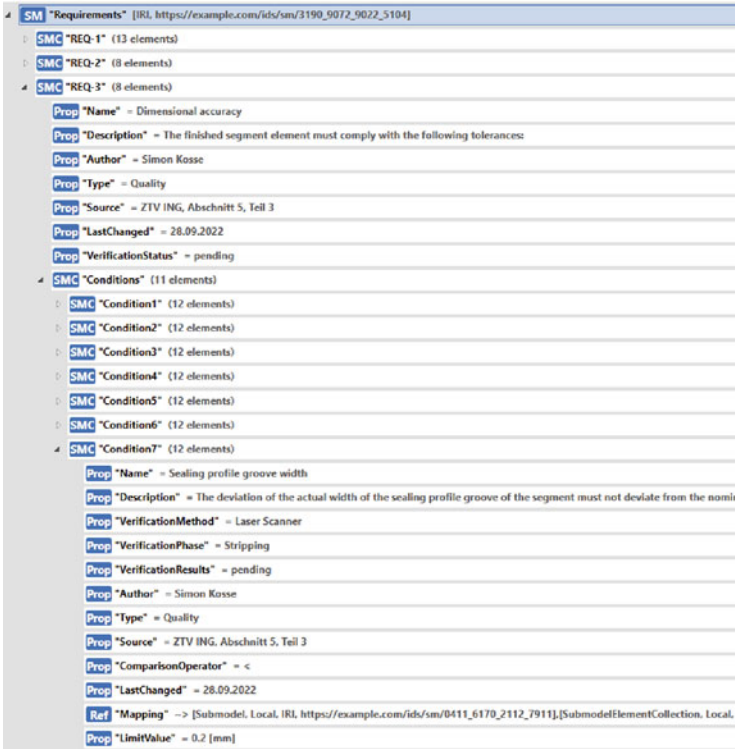 SM "Requirements" [IRI, https://example.com/ids/sm/3190_9072_9022_5104]
SMC "REQ-1" (13 elements)
SMC "REQ-2" (8 elements)
SMC "REQ-3" (8 elements)
Prop "Name" = Dimensional accuracy
Prop "Description" = The finished segment element must comply with the following tolerances:
Prop "Author" = Simon Kosse
Prop "Type" = Quality
Prop "Source" = ZTV ING, Abschnitt 5, Teil 3
Prop "LastChanged" = 28.09.2022
Prop "VerificationStatus" = pending
SMC "Conditions" (11 elements)
SMC "Condition1" (12 elements)
SMC "Condition2" (12 elements)
SMC "Condition3" (12 elements)
SMC "Condition4" (12 elements)
SMC "Condition5" (12 elements)
SMC "Condition6" (12 elements)
SMC "Condition7" (12 elements)
Prop "Name" = Sealing profile groove width
Prop "Description" = The deviation of the actual width of the sealing profile groove of the segment must not deviate from the nomi
Prop "VerificationMethod" = Laser Scanner
Prop "VerificationPhase" = Stripping
Prop "VerificationResults" = pending
Prop "Author" = Simon Kosse
Prop "Type" = Quality
Prop "Source" = ZTV ING, Abschnitt 5, Teil 3
Prop "ComparisonOperator" = <
Prop "LastChanged" = 28.09.2022
Ref "Mapping" --> [Submodel, Local, IRI, https://example.com/ids/sm/0411_6170_2112_7911],[SubmodelElementCollection, Local,
Prop "LimitValue" = 0.2 [mm]